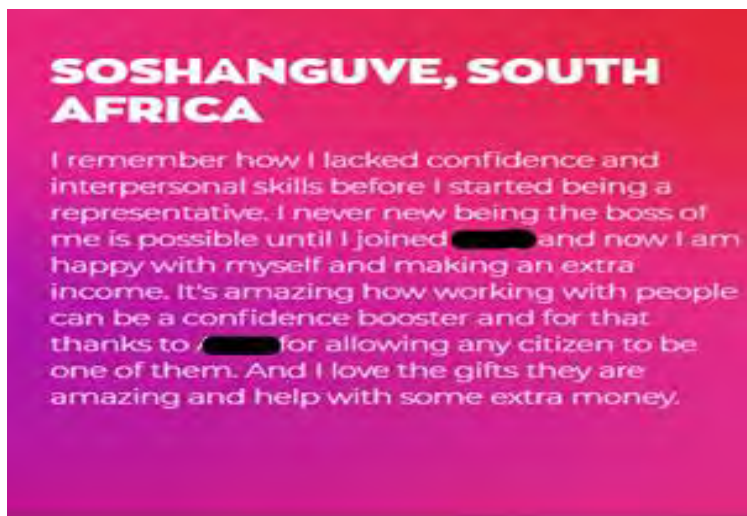 SOSHANGUVE, SOUTH
AFRICA
I remember how I lacked confidence and
interpersonal skills before I started being a
representative. I never new being the boss of
me is possible until I joined and now I am
happy with myself and making an extra
income. It's amazing how working with people
can be a confidence booster and for that
thanks to for allowing any citizen to be
one of them. And I love the gifts they are
amazing and help with some extra money.